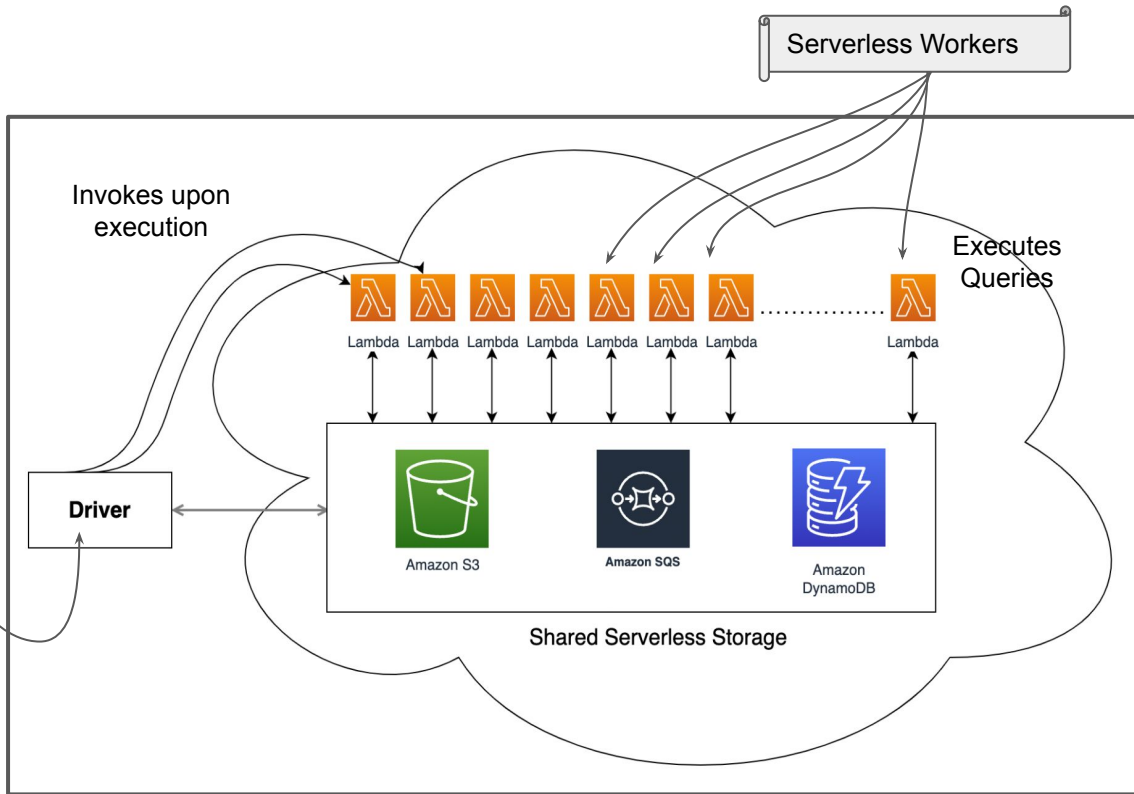 Serverless Workers
Invokes upon
execution
Executes
Queries
Lambda Lambda Lambda Lambda Lambda Lambda Lambda ................ Lambda
Driver
Amazon S3
Amazon SQS
Amazon
DynamoDB
Shared Serverless Storage